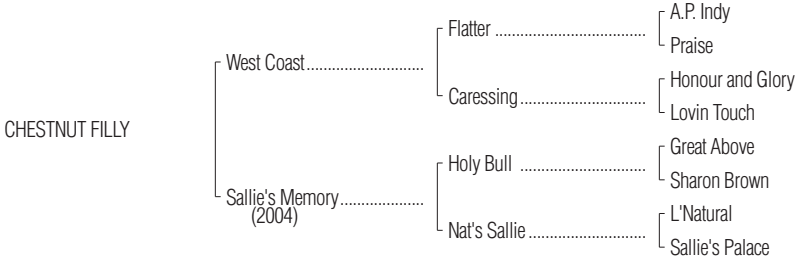 A.P. Indy
Flatter ......................................
Praise
West Coast............................
Honour and Glory
Caressing................................
Lovin Touch
CHESTNUT FILLY
Great Above
Holy Bull ................................
Sharon Brown
Sallie's Memory....................
(2004)
L'Natural
Nat's Sallie ..............................
Sallie's Palace